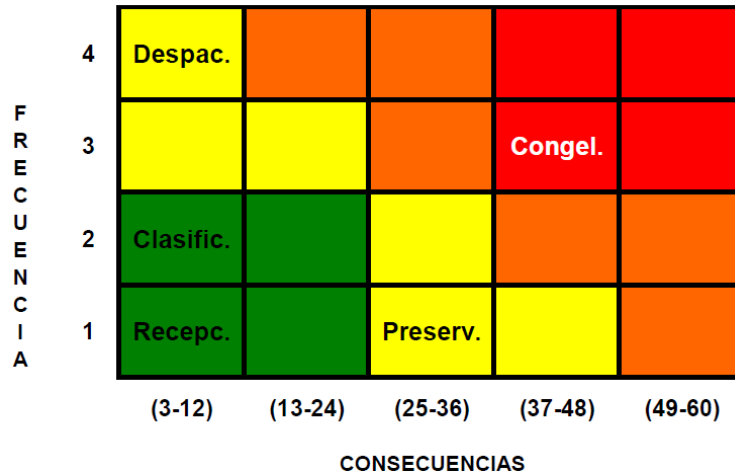 FRECUENCIA
4 Despac.
3 Congel.
2 Clasific.
1 Recepc. Preserv.
(3-12) (13-24) (25-36) (37-48) (49-60)
CONSECUENCIAS